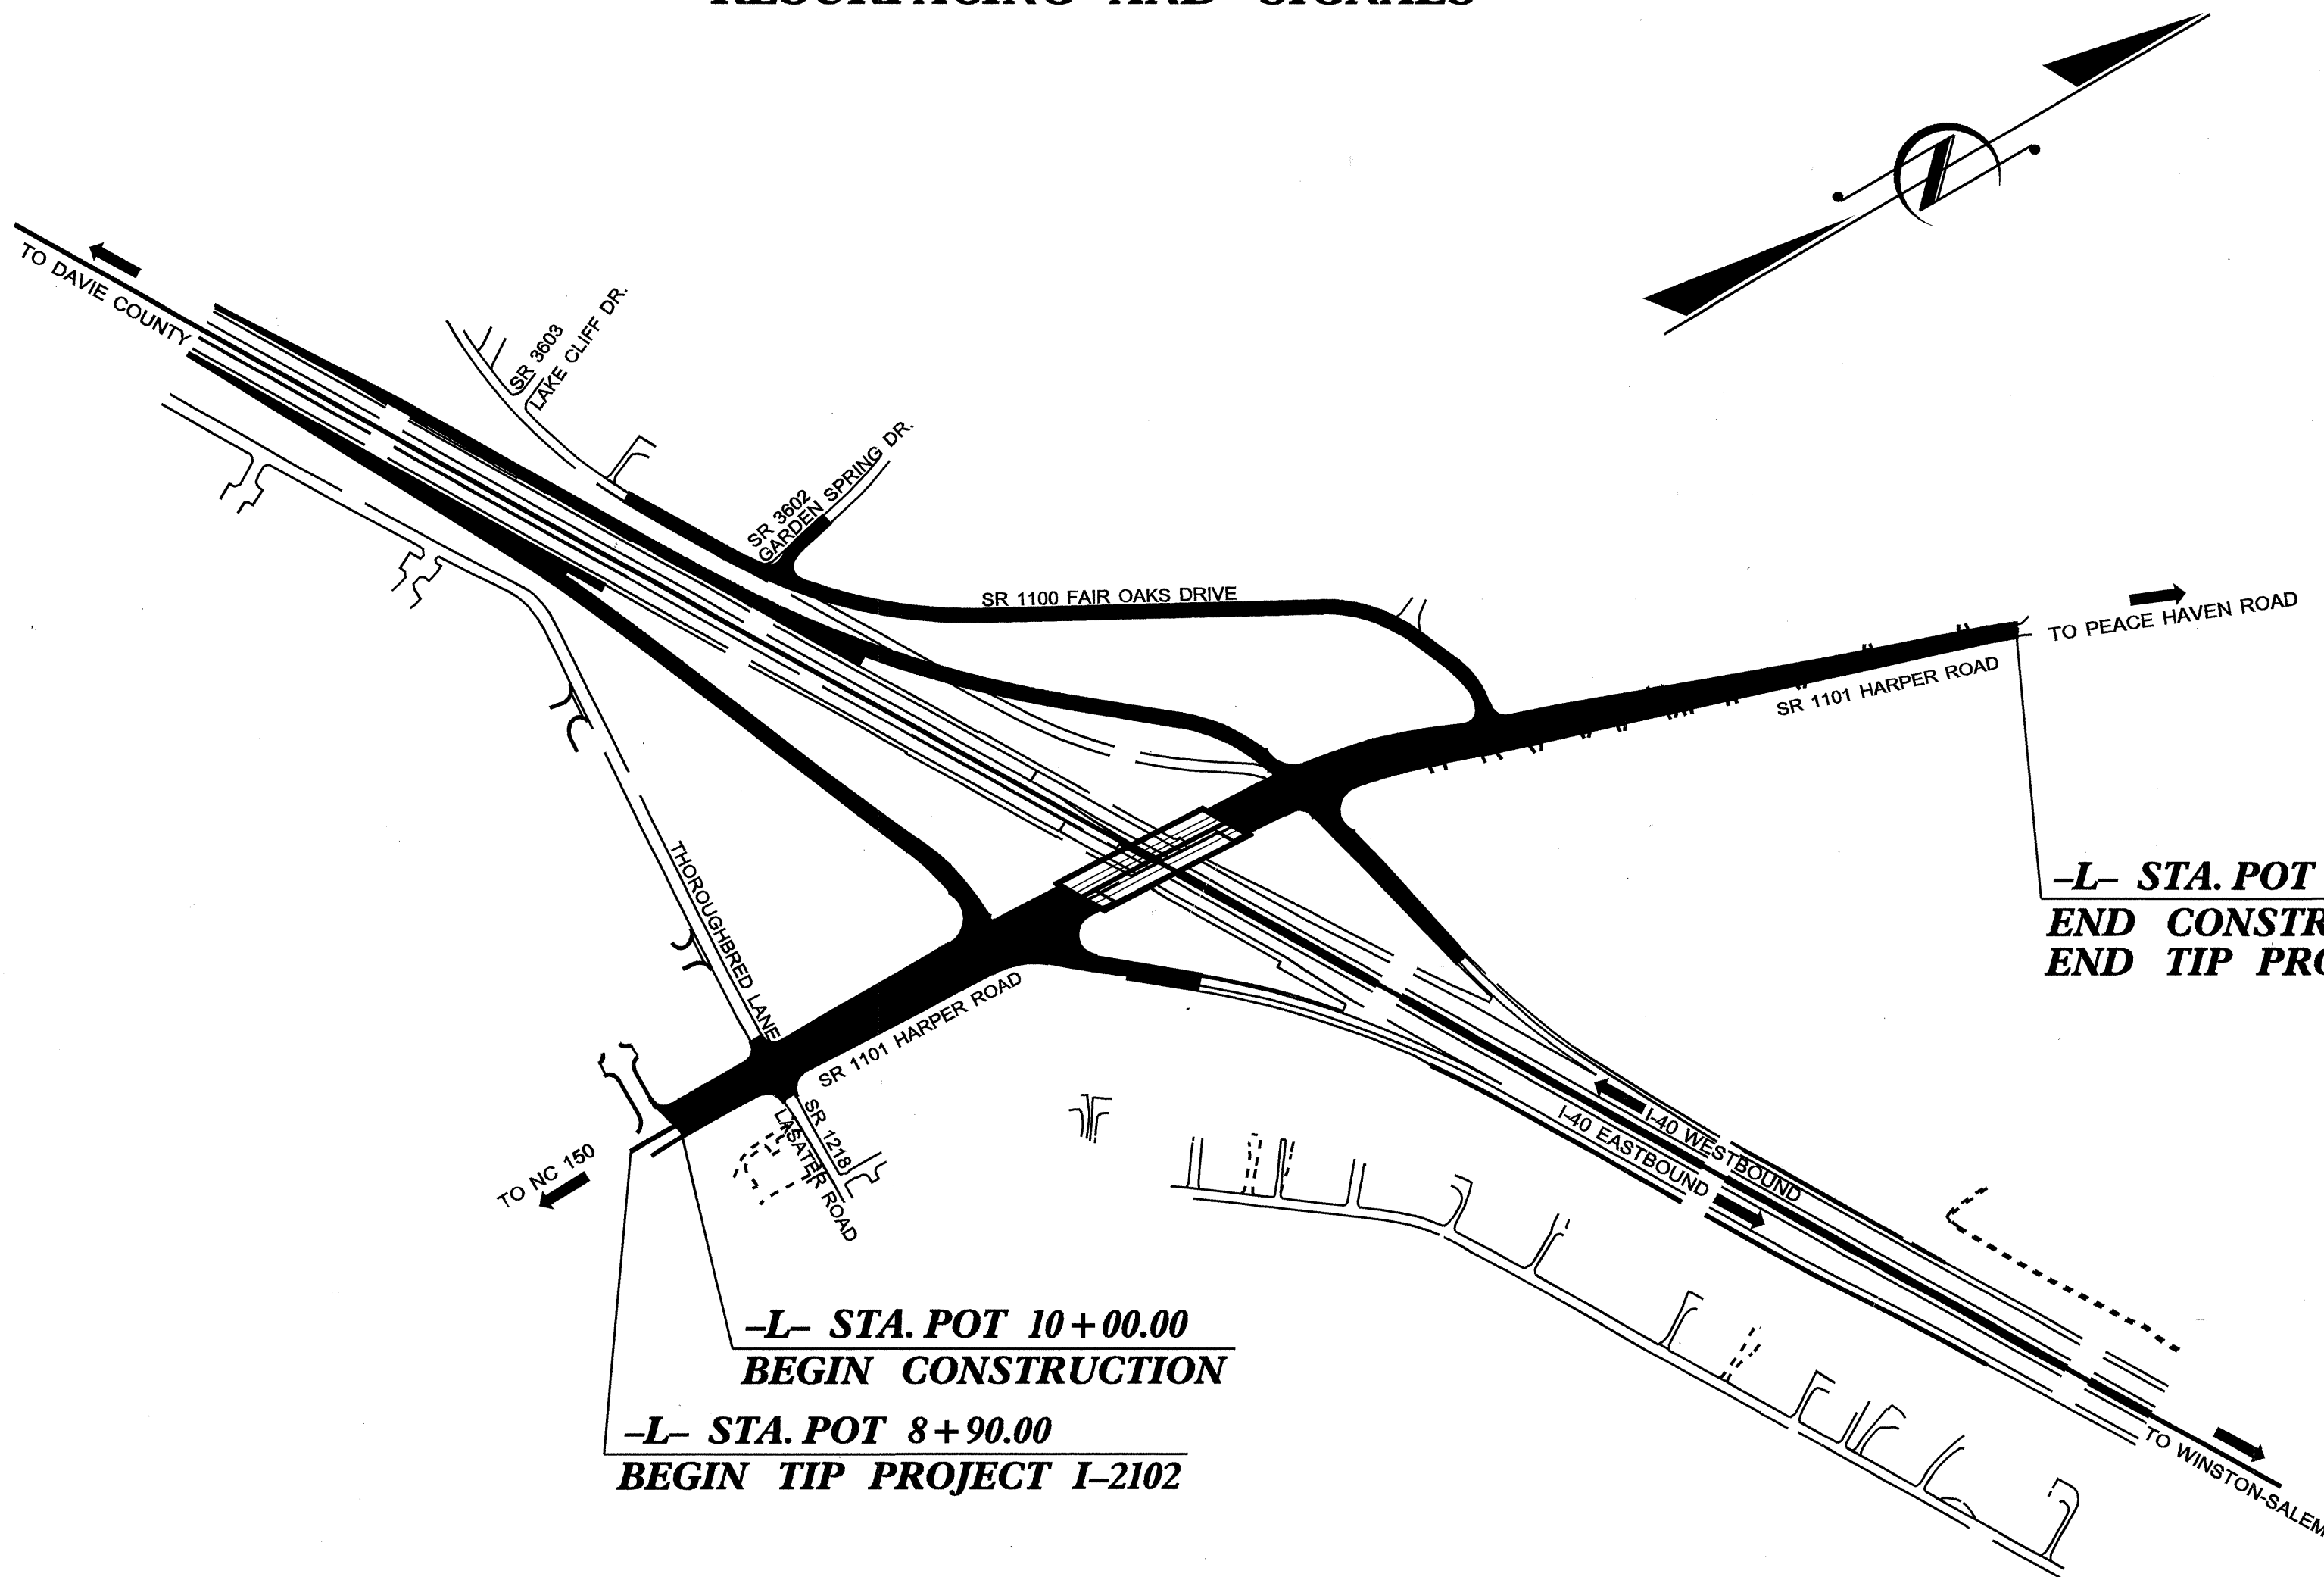 RESURFACING AND SIGNALS
N
TO DAVIE COUNTY
SR 3603
LAKE CLIFF DR.
SR 3602
GARDEN SPRING DR.
SR 1100 FAIR OAKS DRIVE
TO PEACE HAVEN ROAD
SR 1101 HARPER ROAD
THOROUGHBRED LANE
–L– STA. POT
END CONSTR
END TIP PRO
SR 1101 HARPER ROAD
SR 1218
LASATER ROAD
TO NC 150
I-40 WESTBOUND
I-40 EASTBOUND
–L– STA. POT 10+00.00
BEGIN CONSTRUCTION
–L– STA. POT 8+90.00
BEGIN TIP PROJECT I–2102
TO WINSTON-SALEM